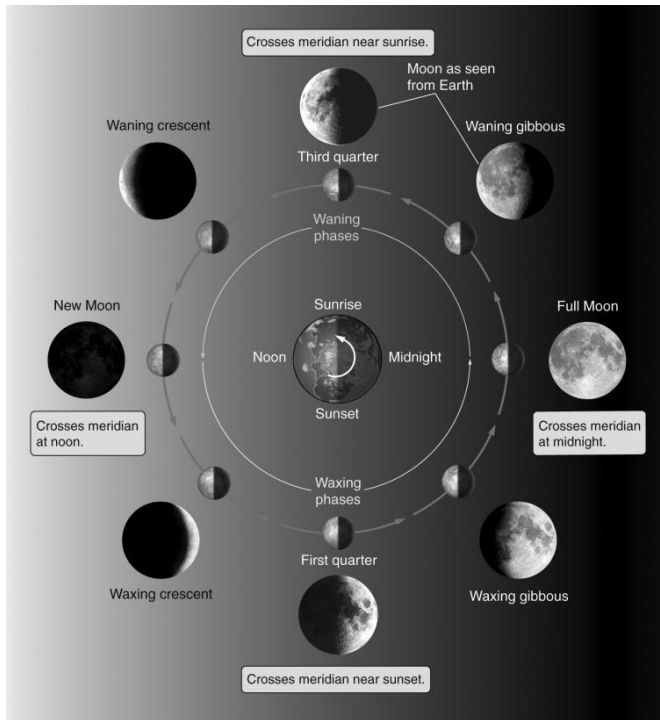 Crosses meridian near sunrise.
Moon as seen
from Earth
Waning crescent
Waning gibbous
Third quarter
Waning
phases
New Moon
Sunrise
Full Moon
Noon
Midnight
Sunset
Crosses meridian
at noon.
Crosses meridian
at midnight.
Waxing
phases
First quarter
Waxing crescent
Waxing gibbous
Crosses meridian near sunset.